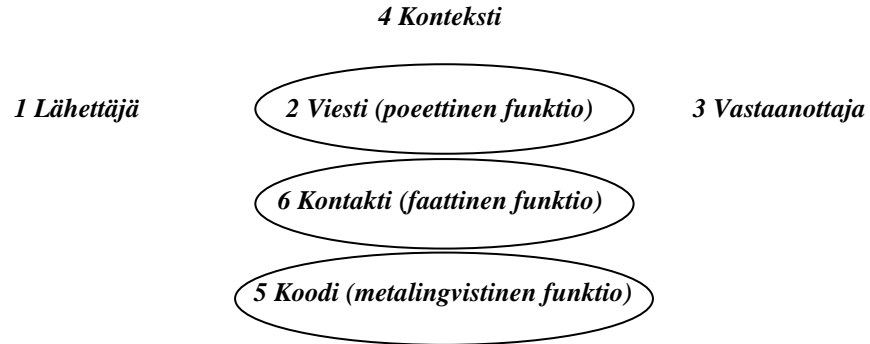 4 Konteksti
1 Lähettäjä 2 Viesti (poeettinen funktio) 3 Vastaanottaja
6 Kontakti (faattinen funktio)
5 Koodi (metalingvistinen funktio)